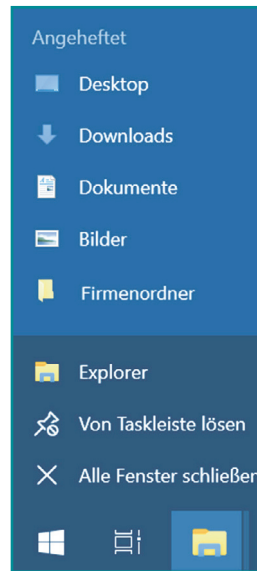 Angeheftet
Desktop
Downloads
Dokumente
Bilder
Firmenordner
Explorer
Von Taskleiste lösen
Alle Fenster schließen